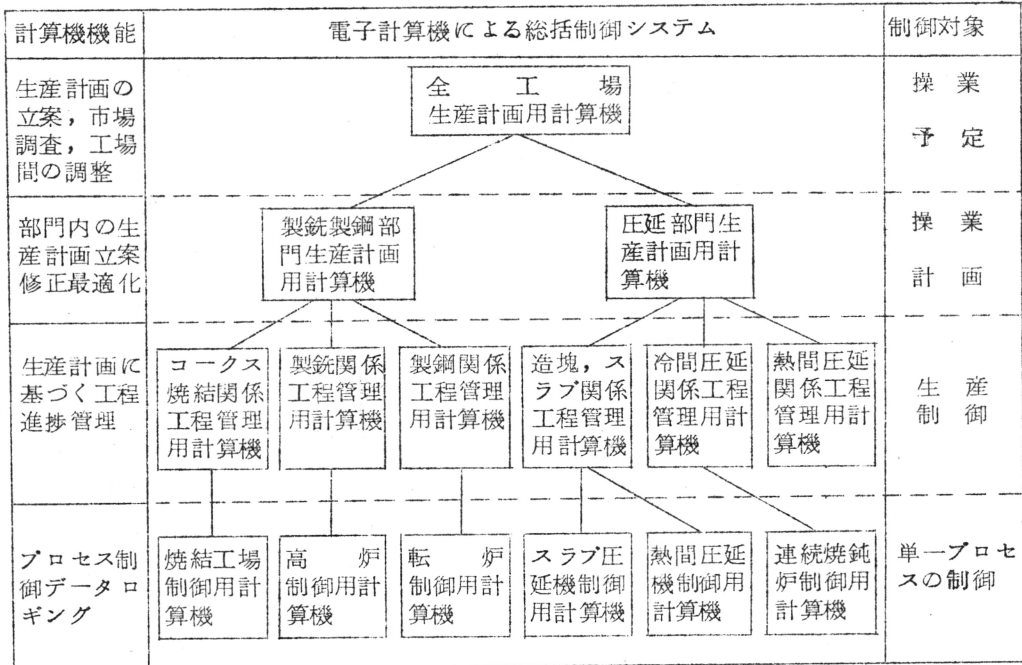 計算機機能
電子計算機による総括制御システム
制御対象
生産計画の
立案，市場
調査，工場
間の調整
全工場
生産計画用計算機
操業
予定
部門内の生
産計画立案
修正最適化
製銑製鋼部
門生産計画
用計算機
圧延部門生
産計画用計
算機
操業
計画
生産計画に
基づく工程
進捗管理
コークス
焼結関係
工程管理
用計算機
製銑関係
工程管理
用計算機
製鋼関係
工程管理
用計算機
造塊，ス
ラブ関係
工程管理
用計算機
冷間圧延
関係工程
管理用計
算機
熱間圧延
関係工程
管理用計
算機
生産
制御
プロセス制
御データロ
ギング
焼結工場
制御用計
算機
高炉
制御用計
算機
転炉
制御用計
算機
スラブ圧
延機制御
用計算機
熱間圧延
機制御用
計算機
連続焼鈍
炉制御用
計算機
単一プロセ
スの制御